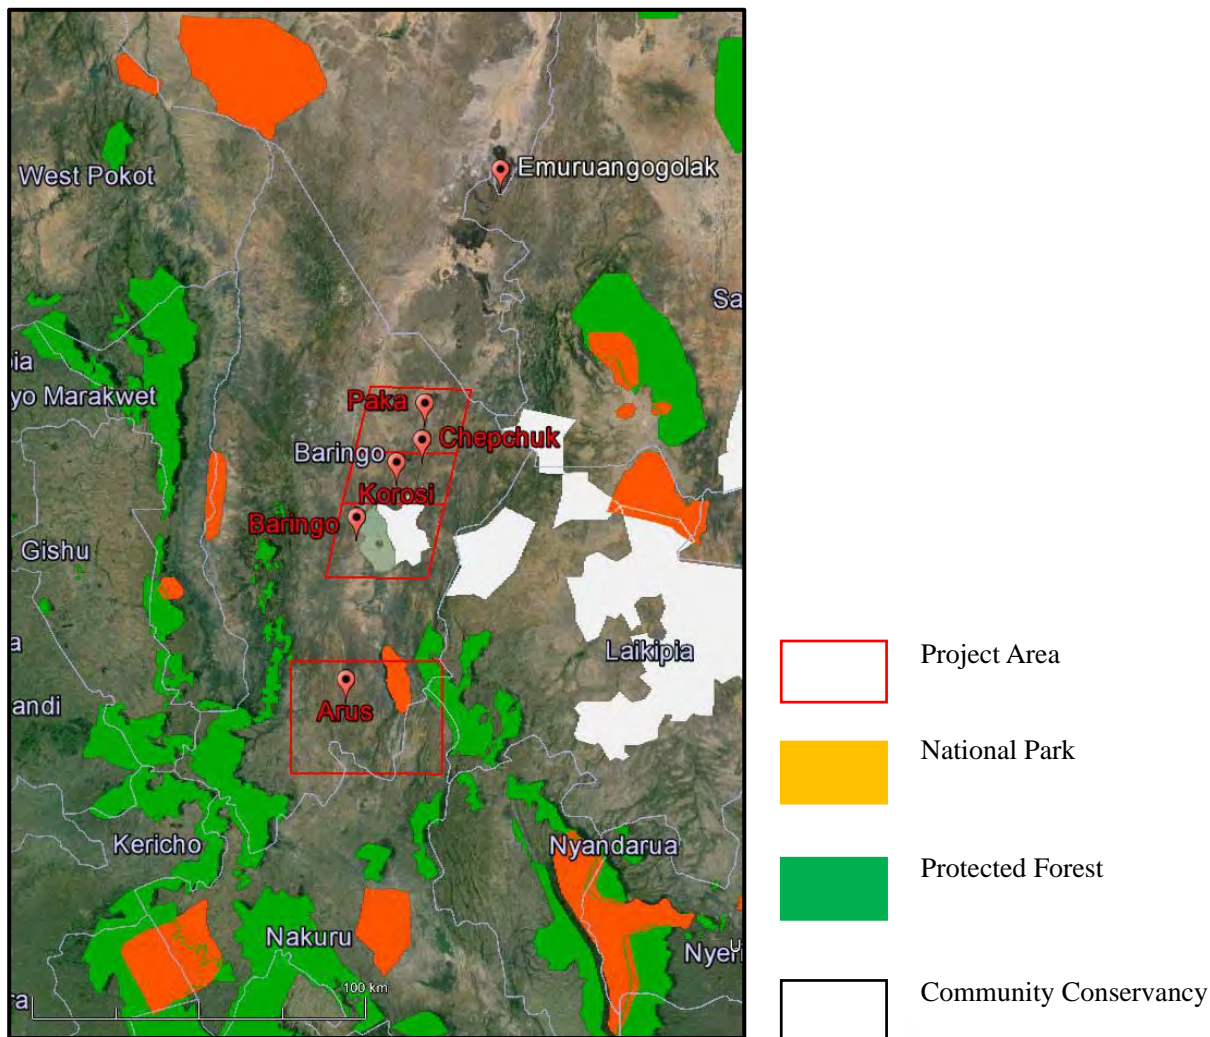 West Pokot
Emuruangogolak
Sa
ia
yo Marakwet
Paka
Chepchuk
Baringo
Korosi
Baringo
Gishu
a
Laikipia
Project Area
andi
Arus
National Park
Kericho
Nyandarua
Protected Forest
Nakuru
Nyeri
100 km
ra
Community Conservancy